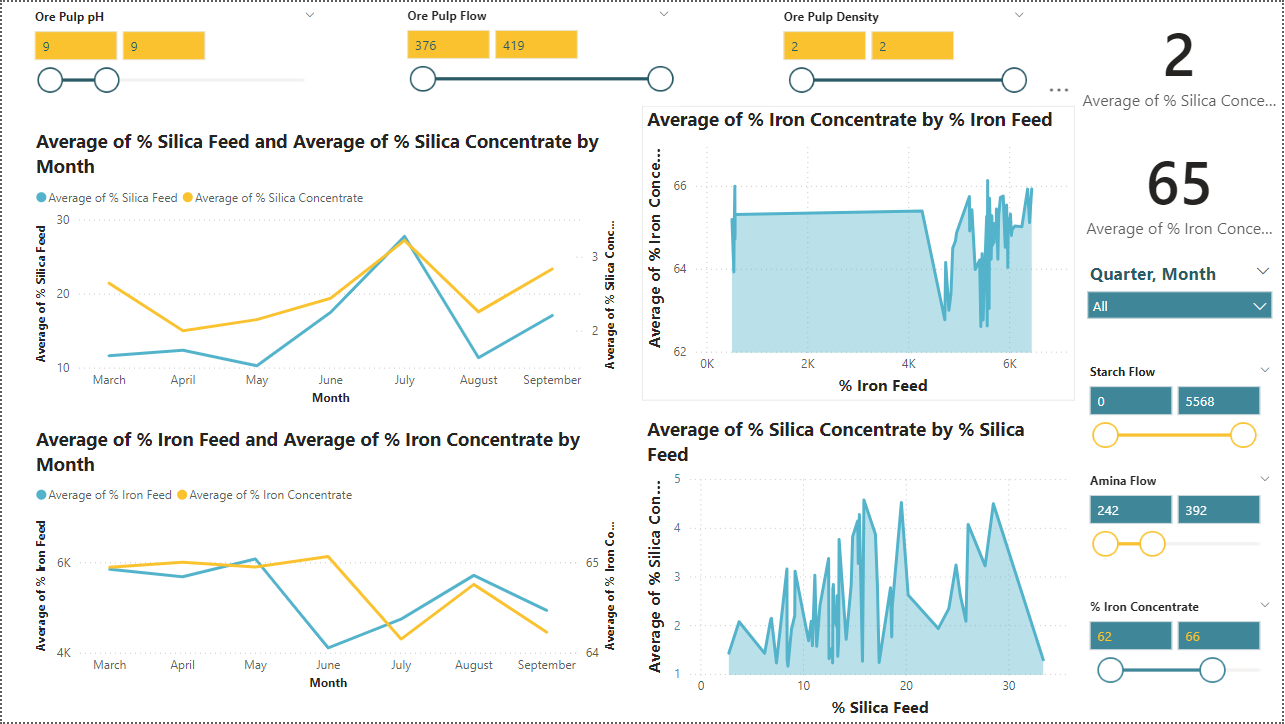 Ore Pulp pH
9
9
Ore Pulp Flow
376
419
Ore Pulp Density
2
2
2
Average of % Silica Conce...
65
Average of % Iron Conce...
Average of % Silica Feed and Average of % Silica Concentrate by
Month
Average of % Silica Feed
Average of % Silica Concentrate
Average of % Silica Feed
30
20
10
3
2
Average of % Silica Conc...
March
April
May
June
July
August
September
Month
Average of % Iron Concentrate by % Iron Feed
Average of % Iron Conce...
66
64
62
0K
2K
4K
6K
% Iron Feed
Quarter, Month
All
Starch Flow
0
5568
Amina Flow
242
392
% Iron Concentrate
62
66
Average of % Iron Feed and Average of % Iron Concentrate by
Month
Average of % Iron Feed
Average of % Iron Concentrate
Average of % Iron Feed
6K
4K
65
64
Average of % Iron Co...
March
April
May
June
July
August
September
Month
Average of % Silica Concentrate by % Silica
Feed
Average of % Silica Con...
5
4
3
2
1
0
10
20
30
% Silica Feed